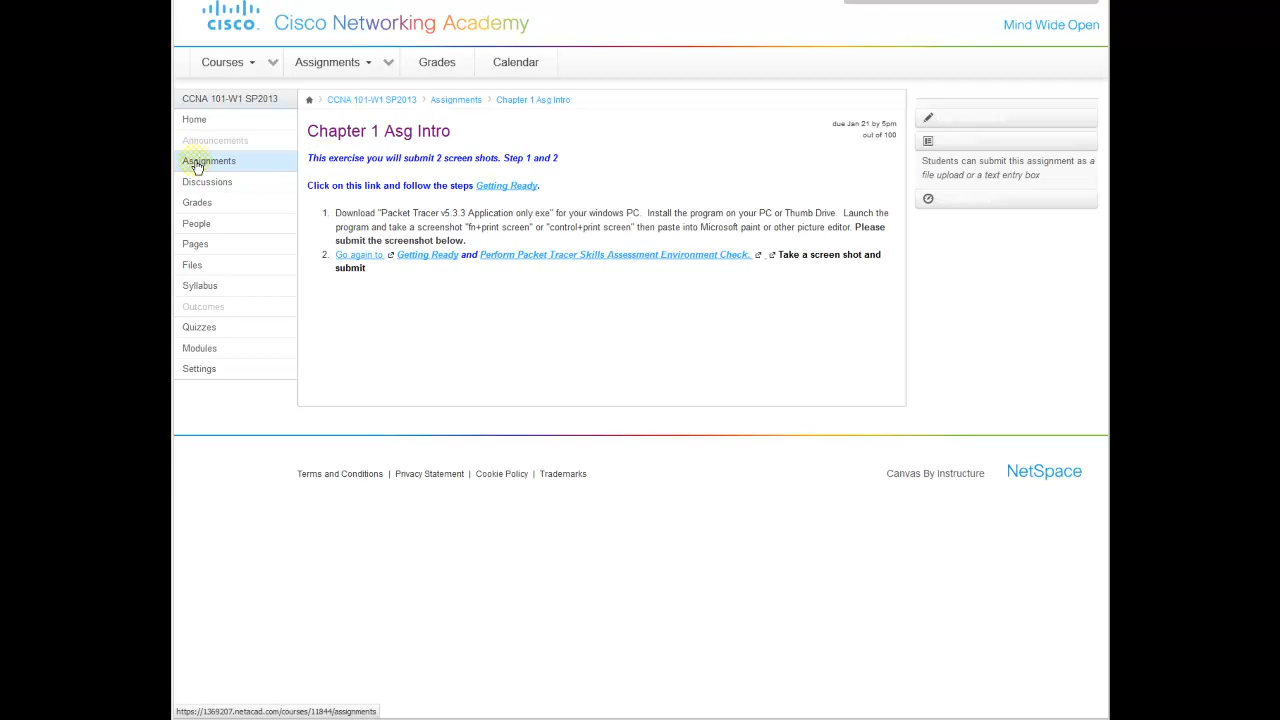 CISCO. Cisco Networking Academy
Mind Wide Open
Courses Assignments Grades Calendar
CCNA 101-W1 SP2013
Home
Announcements
Assignments
Discussions
Grades
People
Pages
Files
Syllabus
Outcomes
Quizzes
Modules
Settings
CCNA 101-W1 SP2013 Assignments Chapter 1 Asg Intro
Chapter 1 Asg Intro
due Jan 21 by 5pm
out of 100
This exercise you will submit 2 screen shots. Step 1 and 2
Click on this link and follow the steps Getting Ready.
1. Download "Packet Tracer v5.3.3 Application only exe" for your windows PC. Install the program on your PC or Thumb Drive. Launch the
program and take a screenshot "fn+print screen" or "control+print screen" then paste into Microsoft paint or other picture editor. Please
submit the screenshot below.
2. Go again to Getting Ready and Perform Packet Tracer Skills Assessment Environment Check. Take a screen shot and
submit
Students can submit this assignment as a
file upload or a text entry box
Terms and Conditions | Privacy Statement | Cookie Policy | Trademarks
Canvas By Instructure
NetSpace
https://1369207.netacad.com/courses/11844/assignments